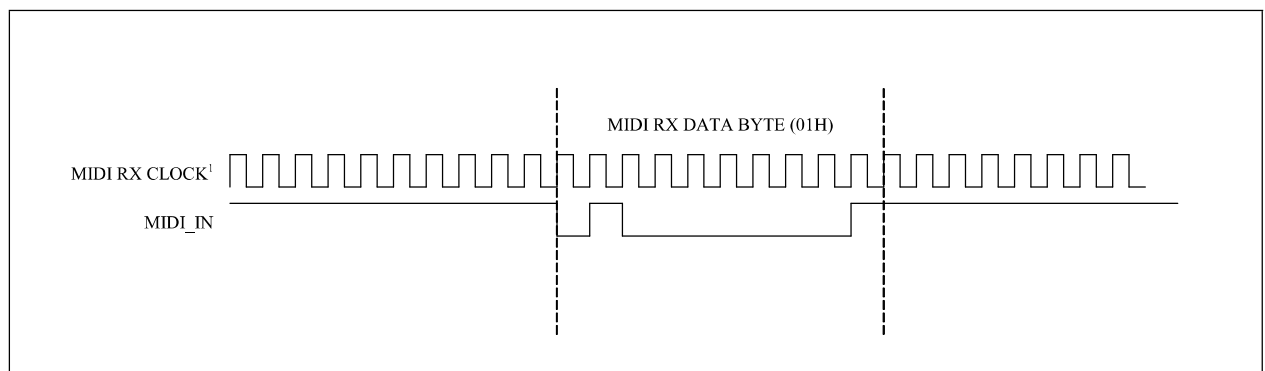 MIDI RX DATA BYTE (01H)
MIDI RX CLOCK¹
MIDI_IN